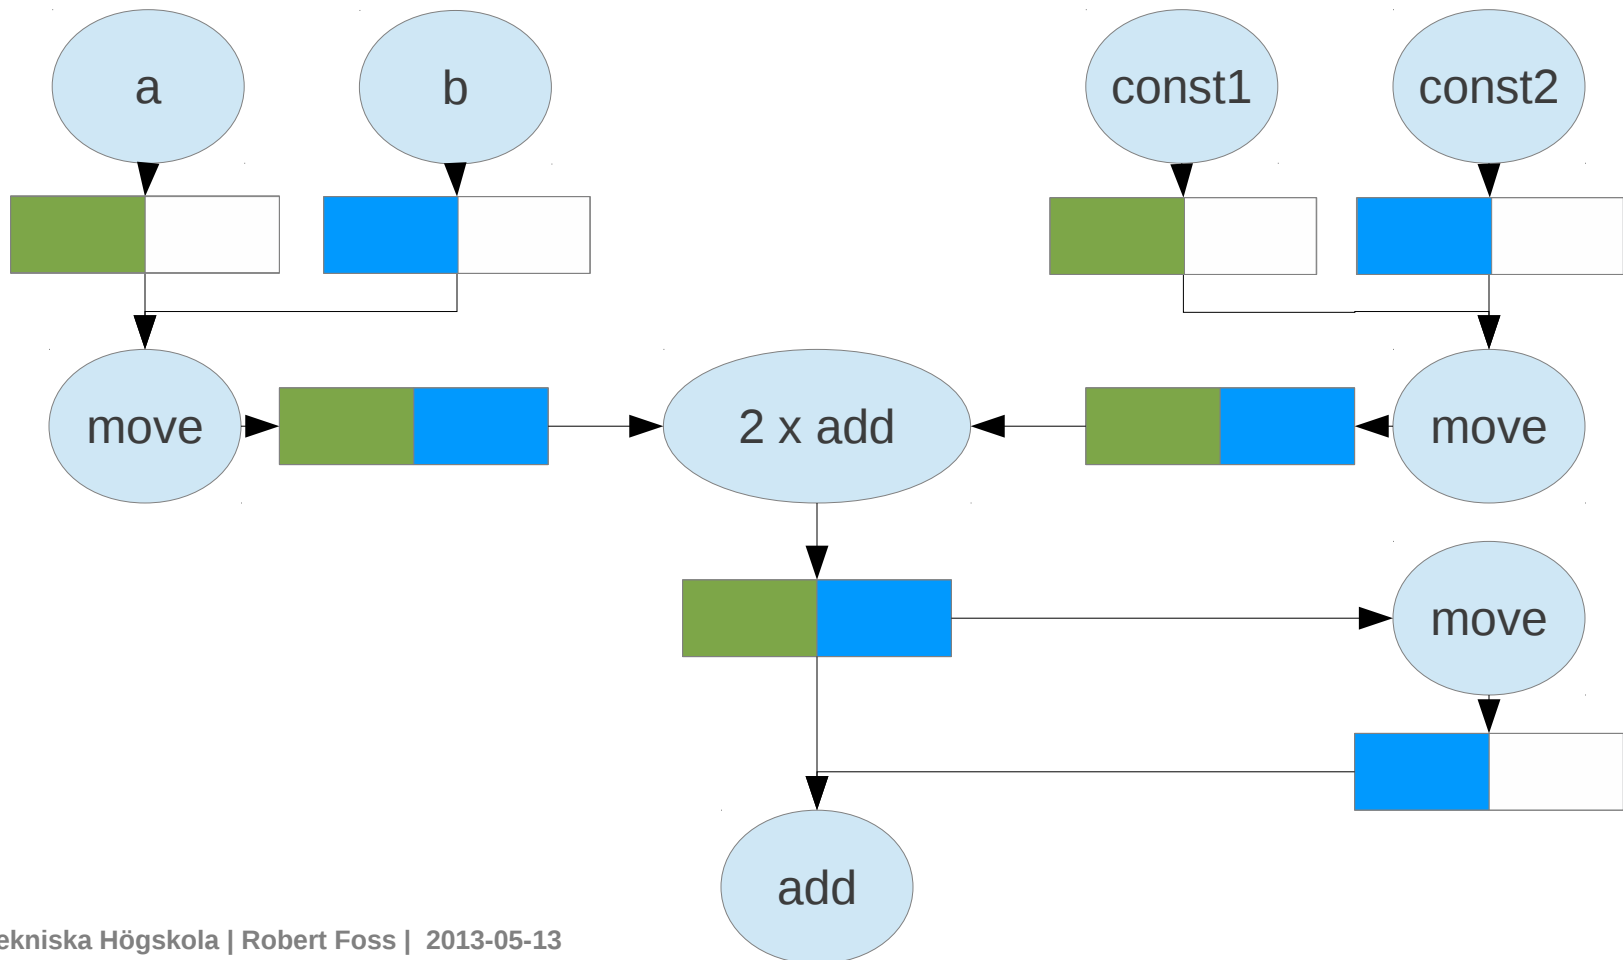 a
b
const1
const2
move
2 x add
move
move
add
ekniska Högskola | Robert Foss | 2013-05-13